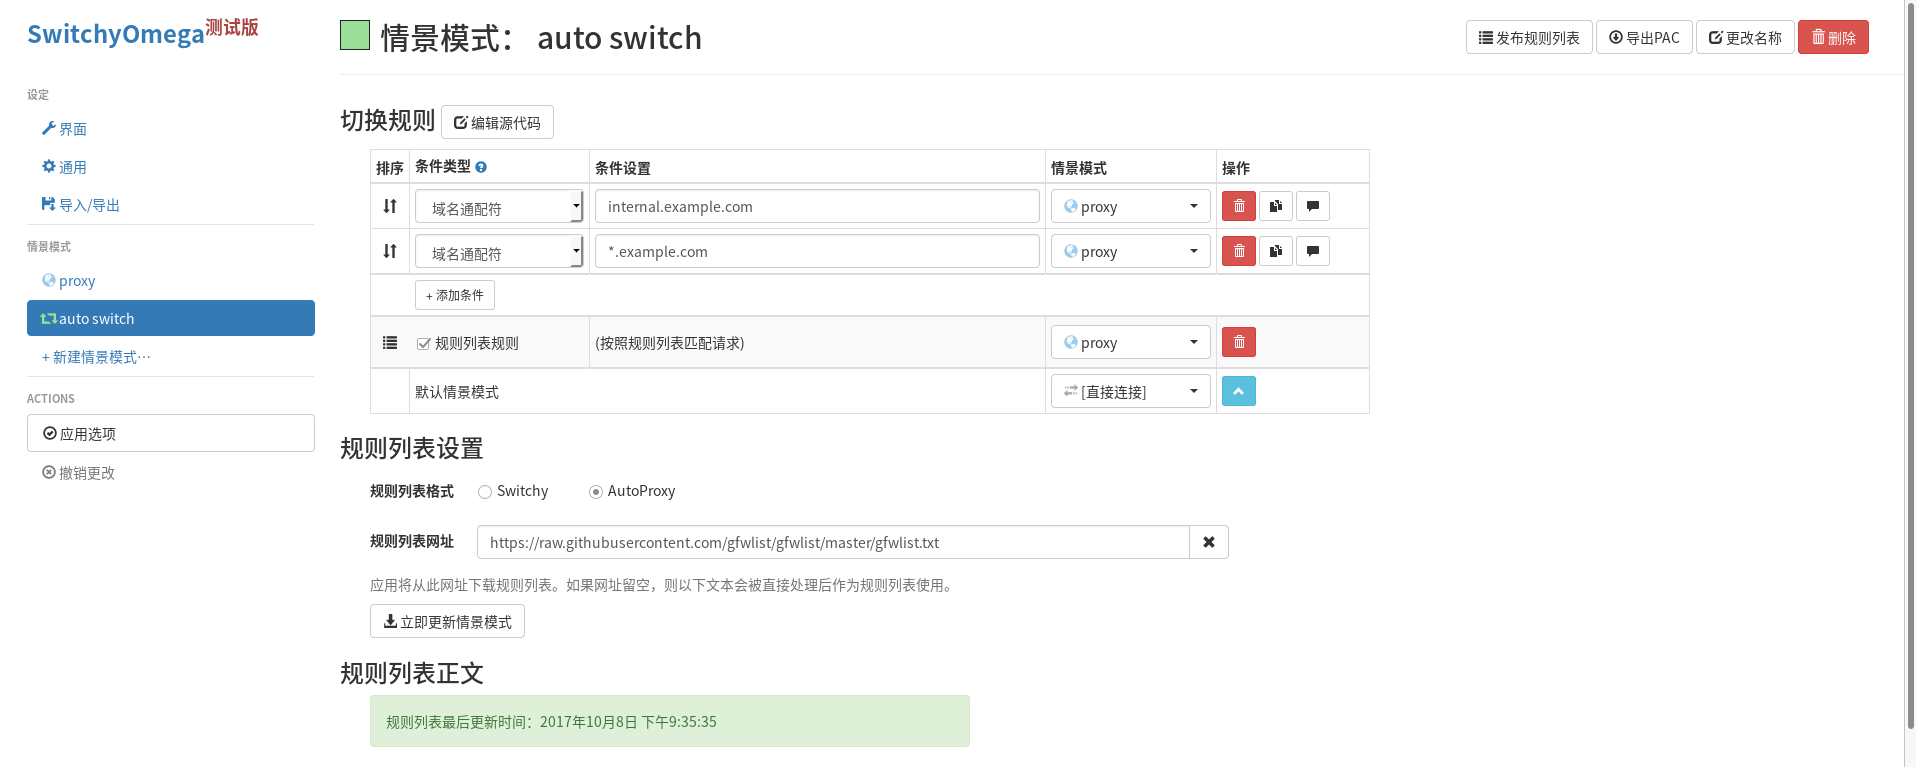 SwitchyOmega测试版
设定
界面
通用
导入/导出
情景模式
proxy
auto switch
+ 新建情景模式…
ACTIONS
应用选项
撤销更改
情景模式： auto switch
发布规则列表 导出PAC 更改名称 删除
切换规则 编辑源代码
排序 条件类型 条件设置 情景模式 操作
域名通配符 internal.example.com proxy
域名通配符 *.example.com proxy
+ 添加条件
规则列表规则 (按照规则列表匹配请求) proxy
默认情景模式 [直接连接]
规则列表设置
规则列表格式 Switchy AutoProxy
规则列表网址 https://raw.githubusercontent.com/gfwlist/gfwlist/master/gfwlist.txt
应用将从此网址下载规则列表。如果网址留空，则以下文本会被直接处理后作为规则列表使用。
立即更新情景模式
规则列表正文
规则列表最后更新时间：2017年10月8日 下午9:35:35